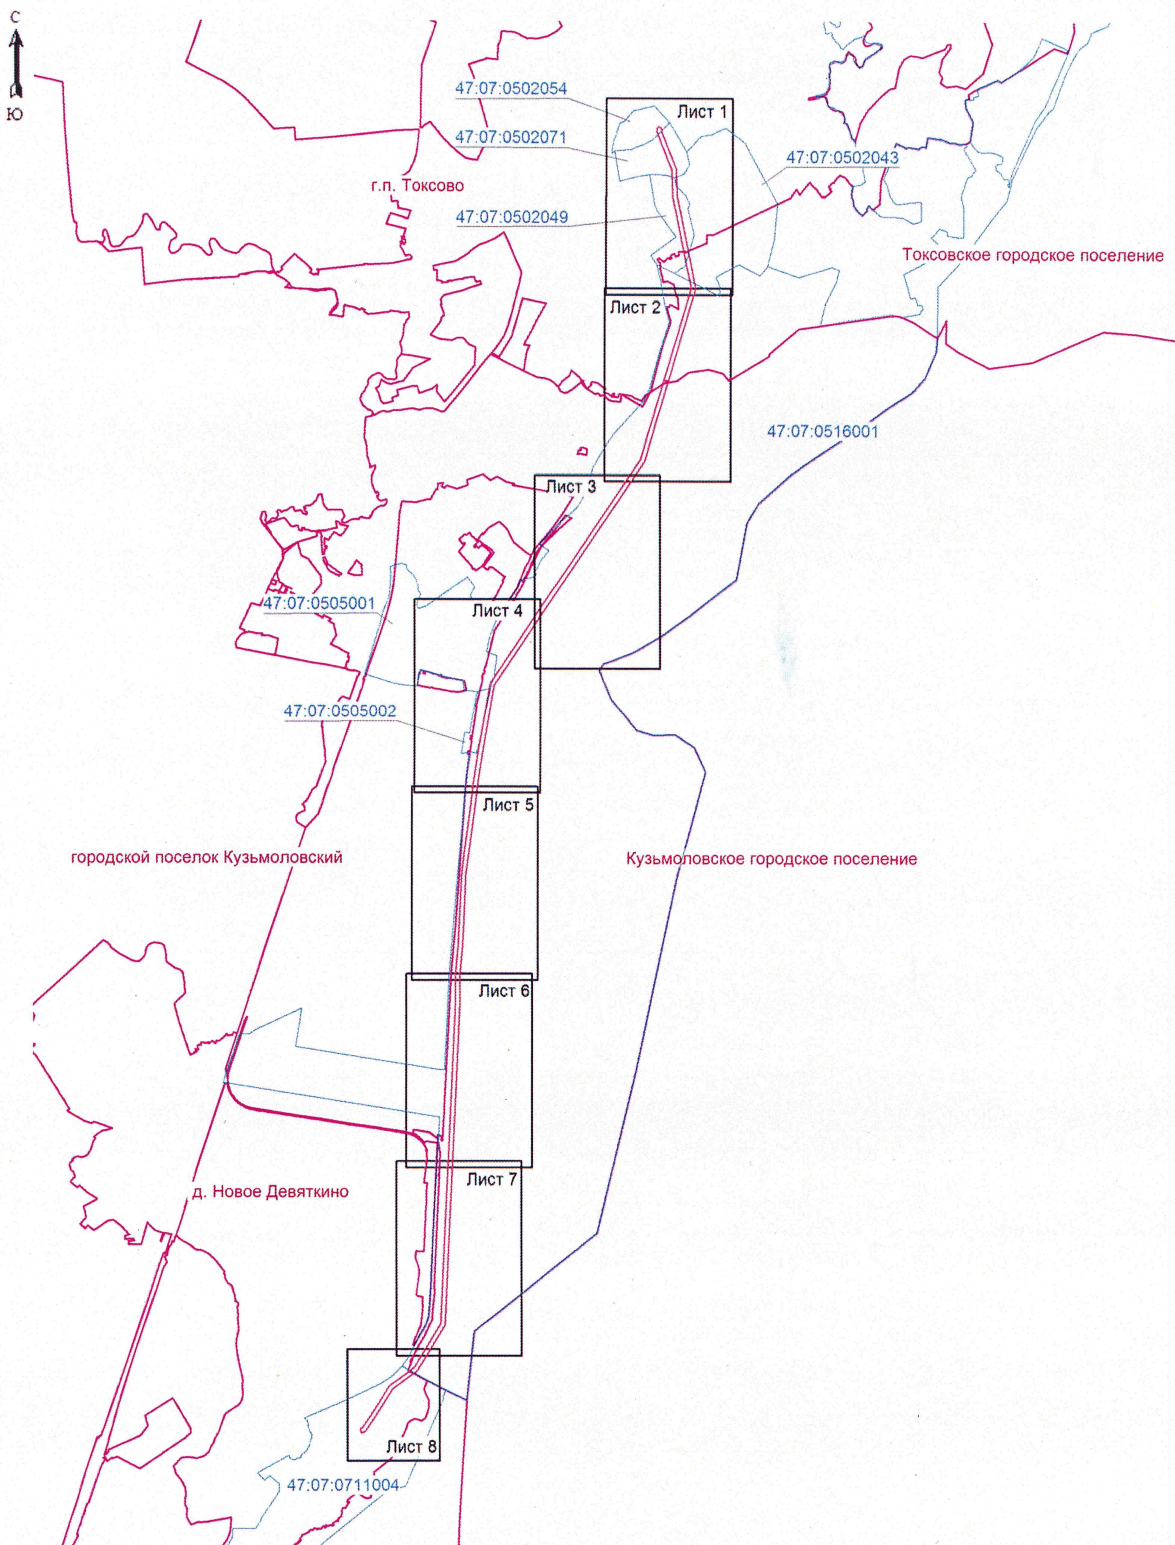 С
Ю
47:07:0502054
Лист 1
47:07:0502071
47:07:0502043
г.п. Токсово
47:07:0502049
Токсовское городское поселение
Лист 2
47:07:0516001
Лист 3
47:07:0505001
Лист 4
47:07:0505002
Лист 5
городской поселок Кузьмоловский
Кузьмоловское городское поселение
Лист 6
Лист 7
д. Новое Девяткино
Лист 8
47:07:0711004